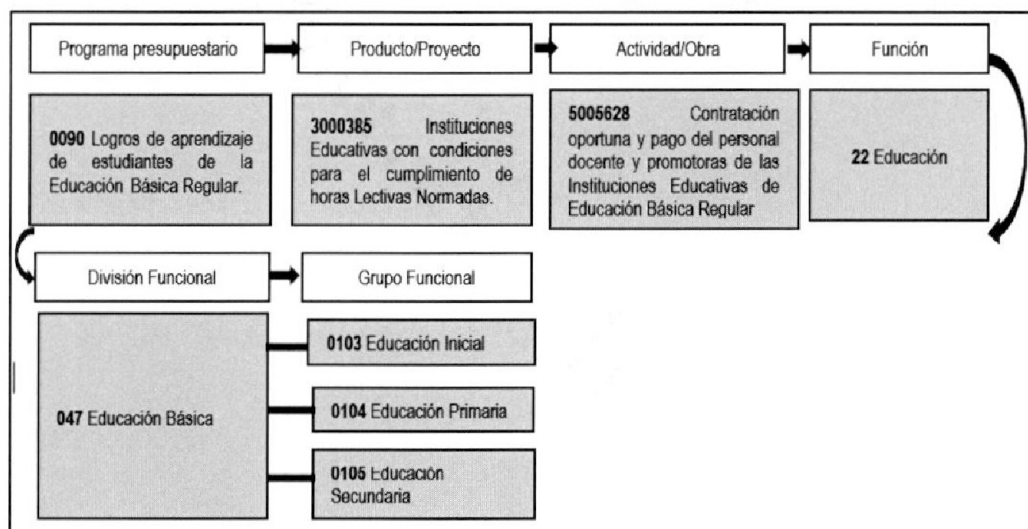 Programa presupuestario
Producto/Proyecto
Actividad/Obra
Función
0090 Logros de aprendizaje
de estudiantes de la
Educación Básica Regular.
3000385 Instituciones
Educativas con condiciones
para el cumplimiento de
horas Lectivas Normadas.
5005628 Contratación
oportuna y pago del personal
docente y promotoras de las
Instituciones Educativas de
Educación Básica Regular
22 Educación
División Funcional
Grupo Funcional
047 Educación Básica
0103 Educación Inicial
0104 Educación Primaria
0105 Educación
Secundaria